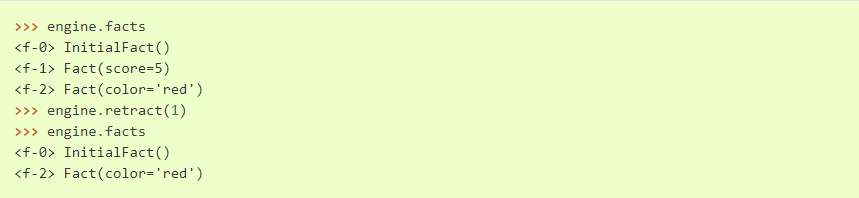 >>> engine.facts
<f-0> InitialFact()
<f-1> Fact(score=5)
<f-2> Fact(color='red')
>>> engine.retract(1)
>>> engine.facts
<f-0> InitialFact()
<f-2> Fact(color='red')